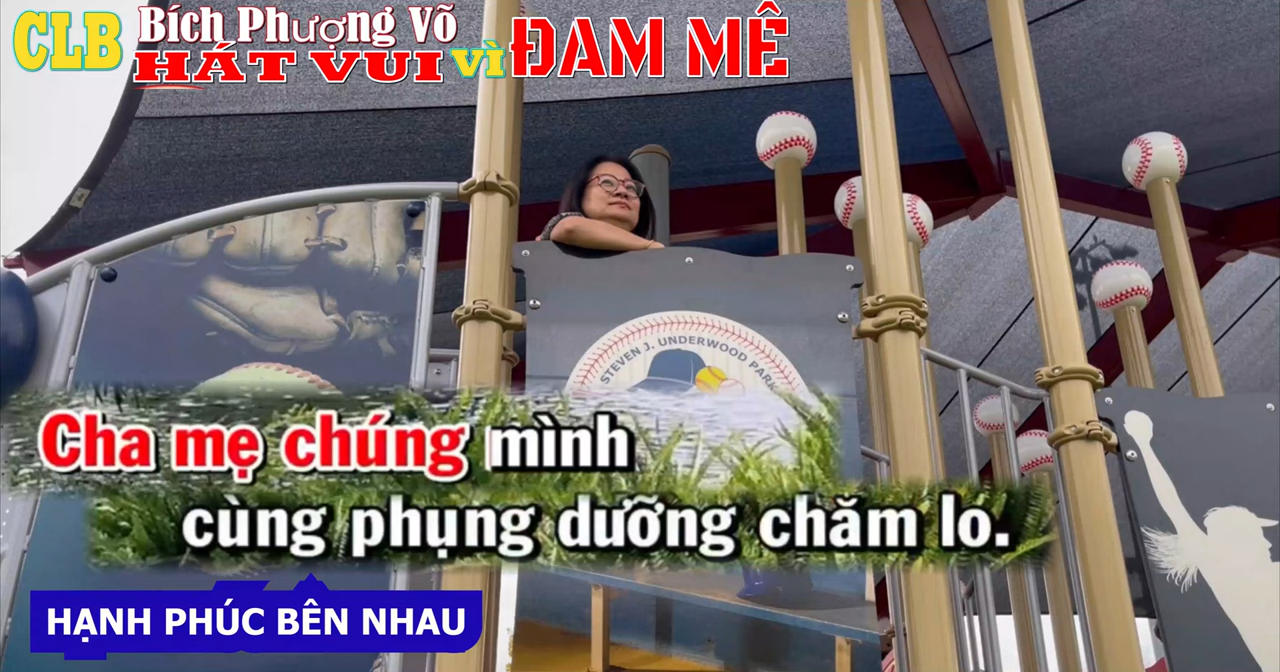 CLB Bích Phượng Võ
HÁT VUI vì ĐAM MÊ
STEVEN J. UNDERWOOD PARK
Cha mẹ chúng mình
cùng phụng dưỡng chăm lo.
HẠNH PHÚC BÊN NHAU